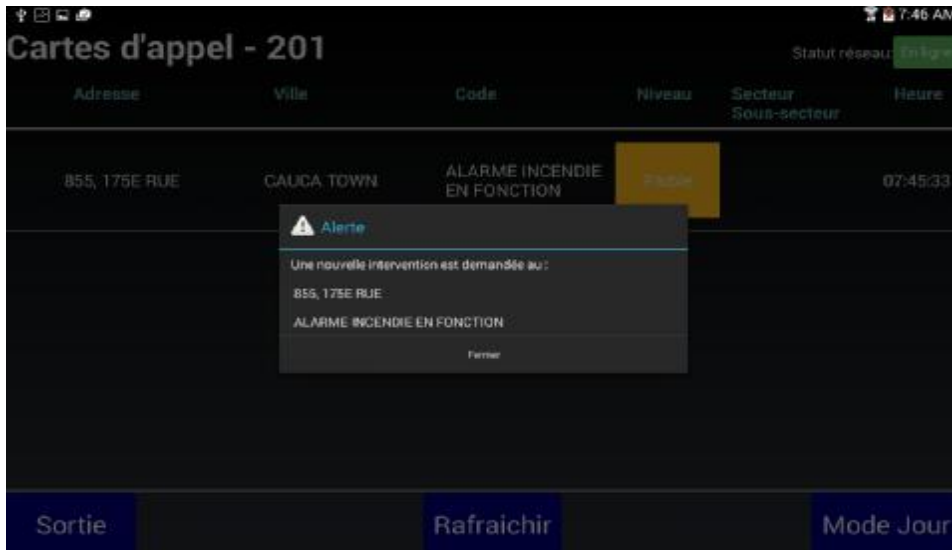 7:46 AM
Cartes d'appel - 201
Statut réseau: En ligne
Adresse Ville Code Niveau Secteur Heure
Sous-secteur
855, 175E RUE CAUCA TOWN ALARME INCENDIE 07:45:33
EN FONCTION
Alerte
Une nouvelle intervention est demandée au :
855, 175E RUE
ALARME INCENDIE EN FONCTION
Fermer
Sortie Rafraichir Mode Jour